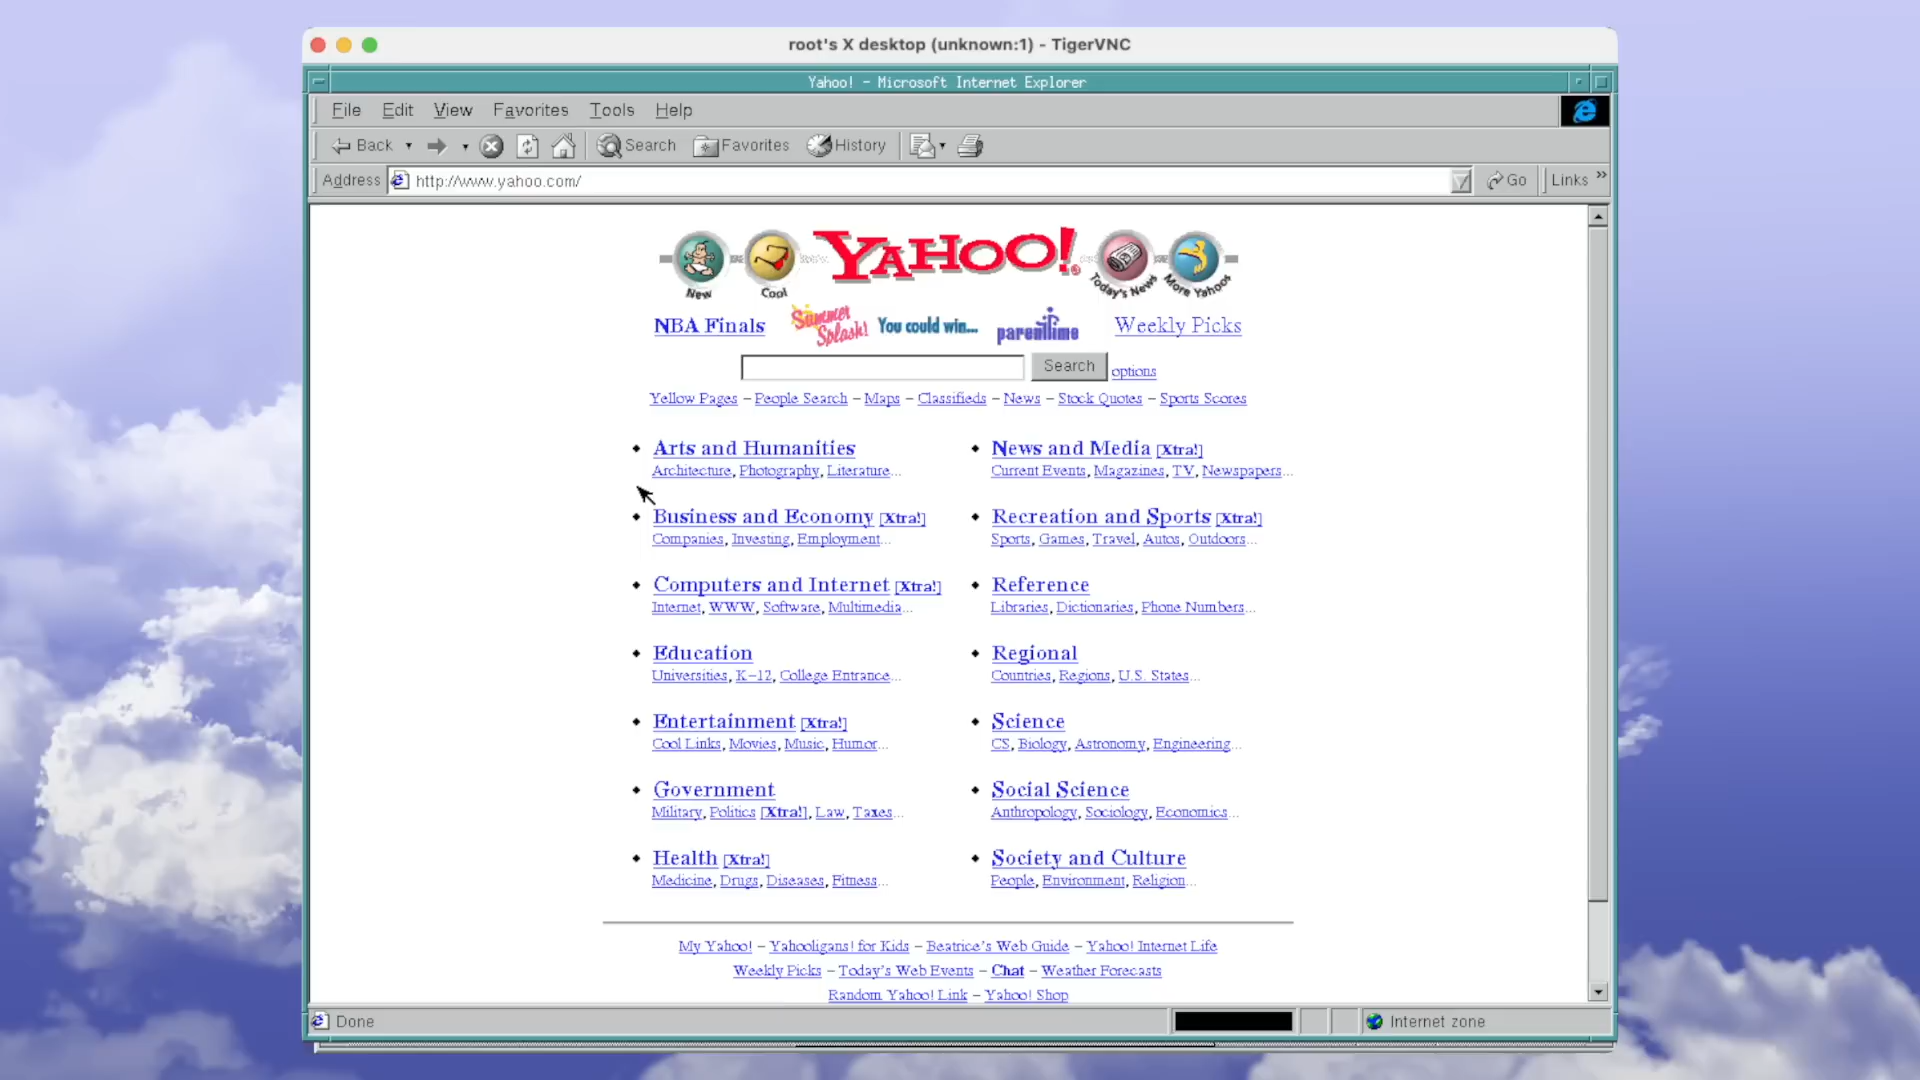 root's X desktop (unknown:1) - TigerVNC
Yahoo! - Microsoft Internet Explorer
File Edit View Favorites Tools Help
Back Search Favorites History
Address http://www.yahoo.com/ Go Links »
New Cool YAHOO! Today's News More Yahoos
NBA Finals Summer Splash! You could win... parentime Weekly Picks
Search options
Yellow Pages – People Search – Maps – Classifieds – News – Stock Quotes – Sports Scores
Arts and Humanities
Architecture, Photography, Literature...
Business and Economy [Xtra!]
Companies, Investing, Employment...
Computers and Internet [Xtra!]
Internet, WWW, Software, Multimedia...
Education
Universities, K–12, College Entrance...
Entertainment [Xtra!]
Cool Links, Movies, Music, Humor...
Government
Military, Politics [Xtra!], Law, Taxes...
Health [Xtra!]
Medicine, Drugs, Diseases, Fitness...
News and Media [Xtra!]
Current Events, Magazines, TV, Newspapers...
Recreation and Sports [Xtra!]
Sports, Games, Travel, Autos, Outdoors...
Reference
Libraries, Dictionaries, Phone Numbers...
Regional
Countries, Regions, U.S. States...
Science
CS, Biology, Astronomy, Engineering...
Social Science
Anthropology, Sociology, Economics...
Society and Culture
People, Environment, Religion...
My Yahoo! – Yahooligans! for Kids – Beatrice's Web Guide – Yahoo! Internet Life
Weekly Picks – Today's Web Events – Chat – Weather Forecasts
Random Yahoo! Link – Yahoo! Shop
Done Internet zone